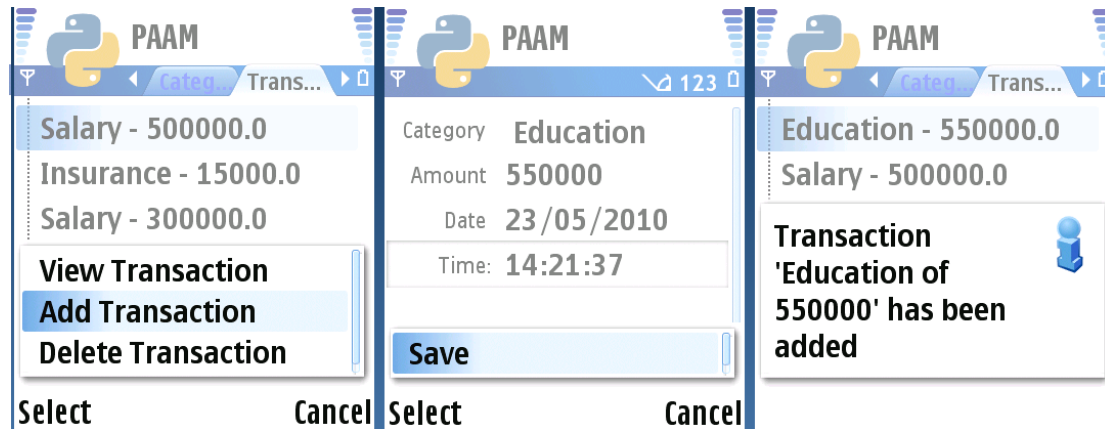 PAAM
Categ... Trans...
Salary - 500000.0
Insurance - 15000.0
Salary - 300000.0
View Transaction
Add Transaction
Delete Transaction
Select Cancel
PAAM
123
Category Education
Amount 550000
Date 23/05/2010
Time: 14:21:37
Save
Select Cancel
PAAM
Categ... Trans...
Education - 550000.0
Salary - 500000.0
Transaction
'Education of
550000' has been
added